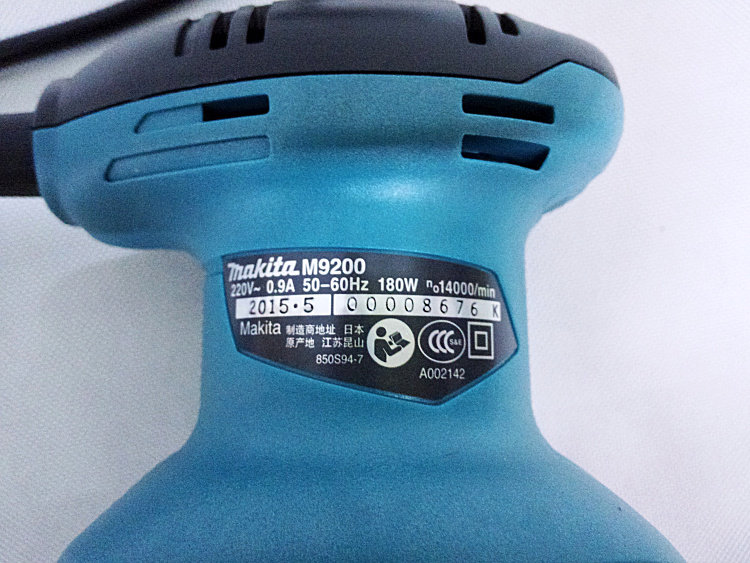 makita M9200
220V~ 0.9A 50-60Hz 180W n₀14000/min
2015·5 00008676 K
Makita 制造商地址 日本
原产地 江苏昆山
850S94-7
CCC S&E
A002142